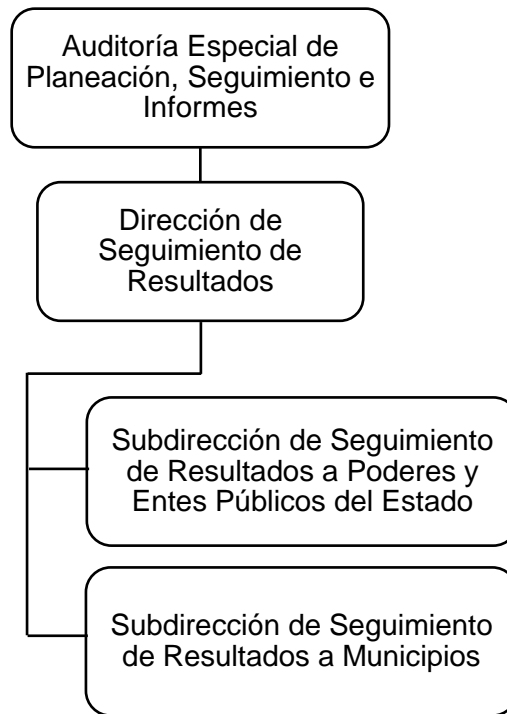 Auditoría Especial de
Planeación, Seguimiento e
Informes
Dirección de
Seguimiento de
Resultados
Subdirección de Seguimiento
de Resultados a Poderes y
Entes Públicos del Estado
Subdirección de Seguimiento
de Resultados a Municipios